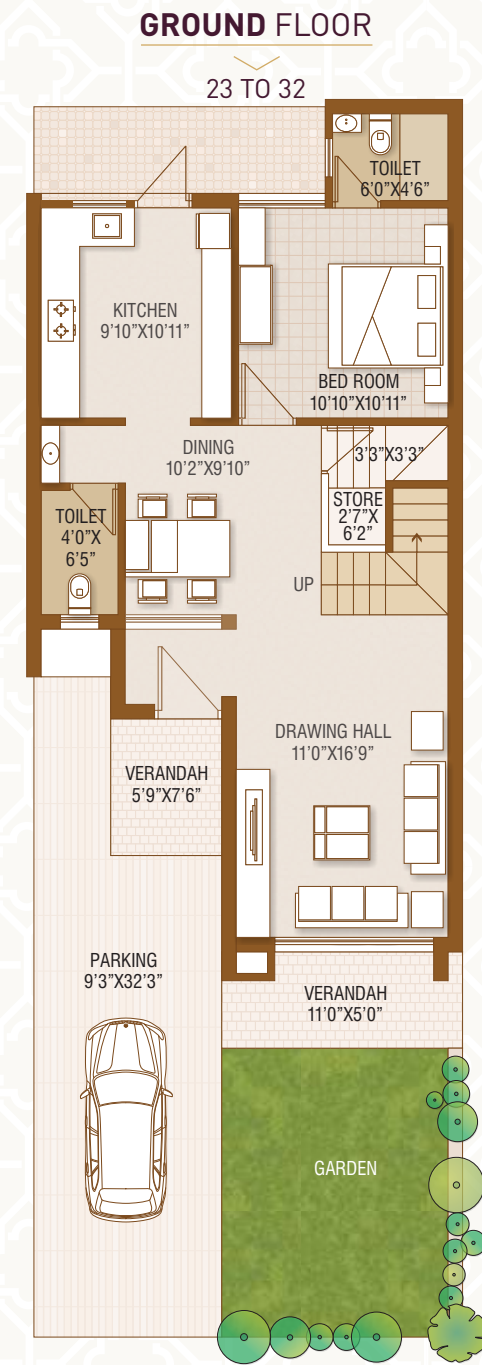 GROUND FLOOR
23 TO 32
TOILET
6’0”X4’6”
KITCHEN
9’10”X10’11”
BED ROOM
10’10”X10’11”
DINING
10’2”X9’10”
3’3”X3’3”
STORE
2’7”X
6’2”
TOILET
4’0”X
6’5”
UP
DRAWING HALL
11’0”X16’9”
VERANDAH
5’9”X7’6”
PARKING
9’3”X32’3”
VERANDAH
11’0”X5’0”
GARDEN